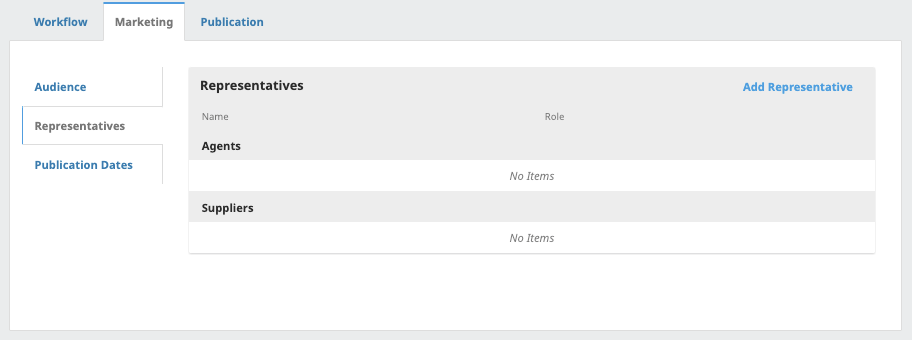 Workflow Marketing Publication
Audience
Representatives
Publication Dates
Representatives Add Representative
Name Role
Agents
No Items
Suppliers
No Items